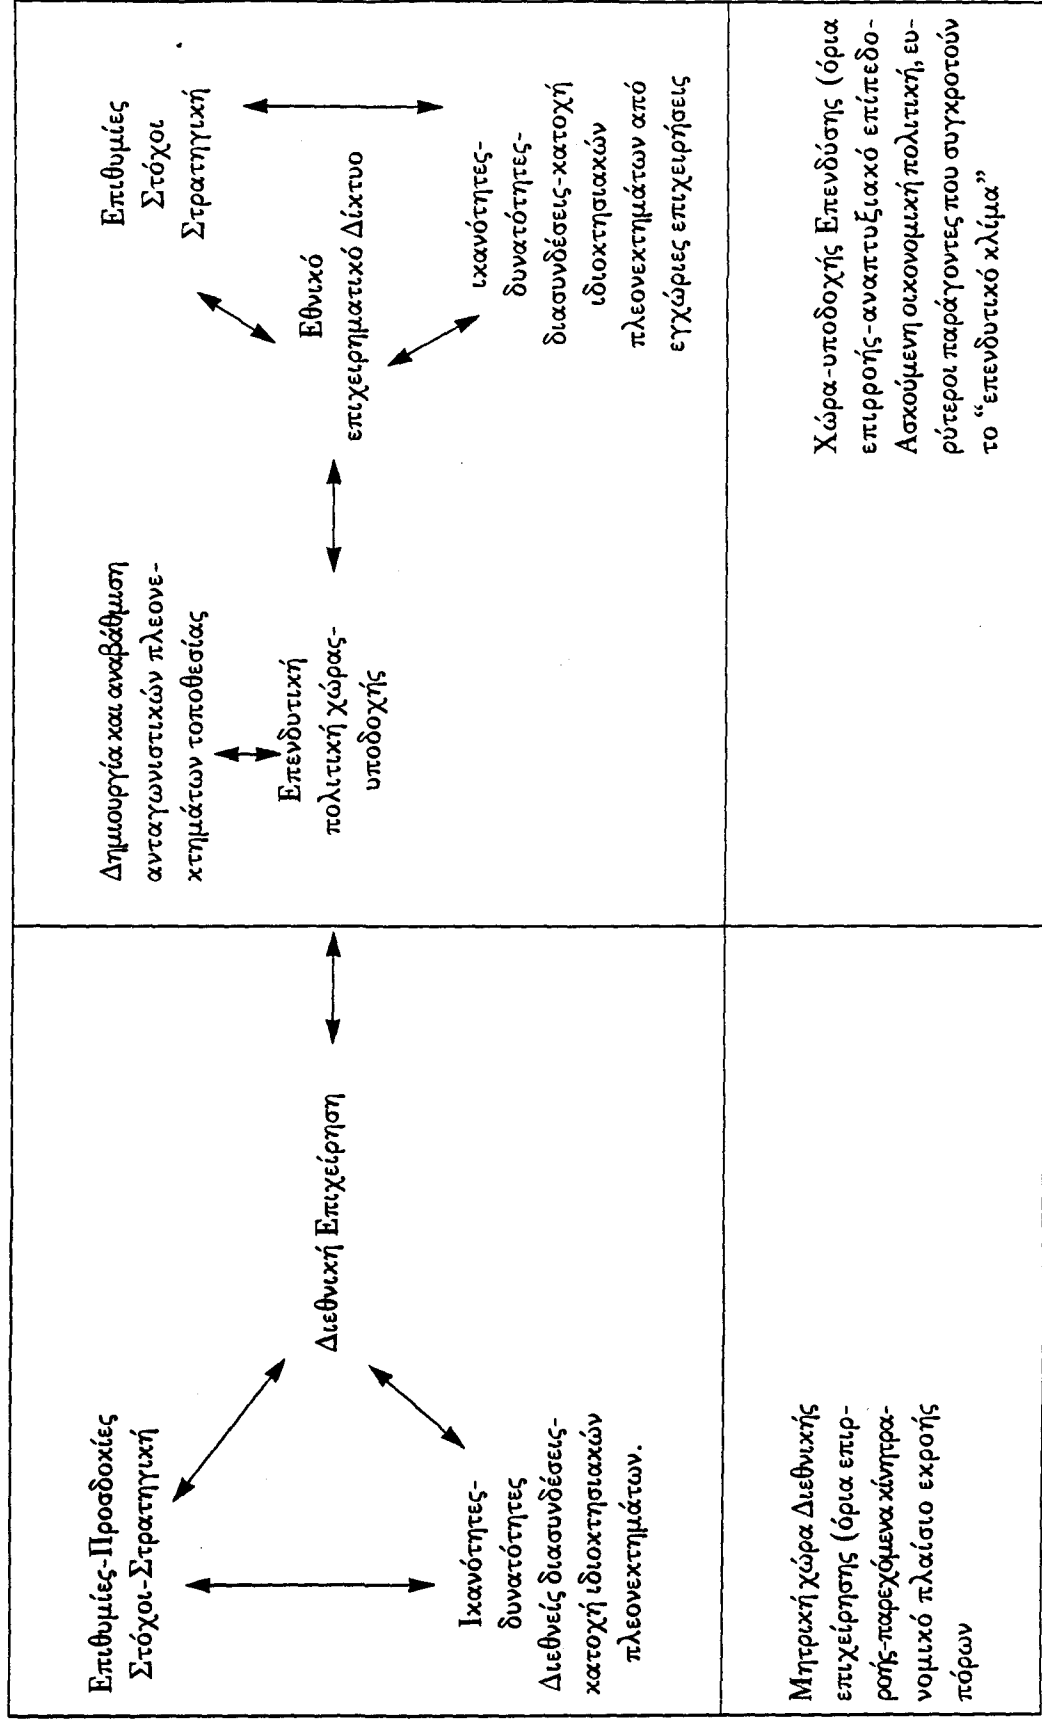 Επιθυμίες-Προσδοκίες
Στόχοι-Στρατηγική
Διεθνική Επιχείρηση
Ικανότητες-
δυνατότητες
Διεθνείς διασυνδέσεις-
κατοχή ιδιοκτησιακών
πλεονεκτημάτων.
Δημιουργία και αναβάθμιση
ανταγωνιστικών πλεονε-
κτημάτων τοποθεσίας
Επενδυτική
πολιτική χώρας-
υποδοχής
Επιθυμίες
Στόχοι
Στρατηγική
Εθνικό
επιχειρηματικό Δίκτυο
ικανότητες-
δυνατότητες-
διασυνδέσεις-κατοχή
ιδιοκτησιακών
πλεονεκτημάτων από
εγχώριες επιχειρήσεις
Μητρική χώρα Διεθνικής
επιχείρησης (όρια επιρ-
ροής-παρεχόμενα κίνητρα-
νομικό πλαίσιο εκροής
πόρων
Χώρα-υποδοχής Επενδύσης (όρια
επιρροής-αναπτυξιακό επίπεδο-
Ασκούμενη οικονομική πολιτική, ευ-
ρύτεροι παράγοντες που συγκροτούν
το “επενδυτικό κλίμα”